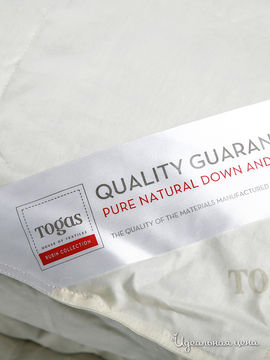 QUALITY GUARAN
PURE NATURAL DOWN AND
THE QUALITY OF THE MATERIALS MANUFACTURED
Togas
HOUSE OF TEXTILES
RUBIN COLLECTION
TO
Идеальная цена